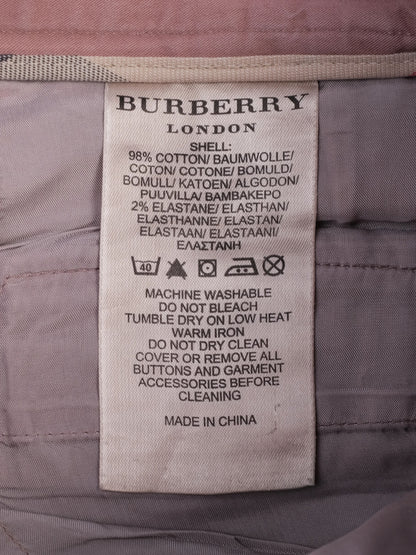 BURBERRY
LONDON
SHELL:
98% COTTON/ BAUMWOLLE/
COTON/ COTONE/ BOMULD/
BOMULL/ KATOEN/ ALGODON/
PUUVILLA/ BAMBAKEPO
2% ELASTANE/ ELASTHAN/
ELASTHANNE/ ELASTAN/
ELASTAAN/ ELASTAANI/
ΕΛΑΣΤΑΝΗ
40
MACHINE WASHABLE
DO NOT BLEACH
TUMBLE DRY ON LOW HEAT
WARM IRON
DO NOT DRY CLEAN
COVER OR REMOVE ALL
BUTTONS AND GARMENT
ACCESSORIES BEFORE
CLEANING
MADE IN CHINA